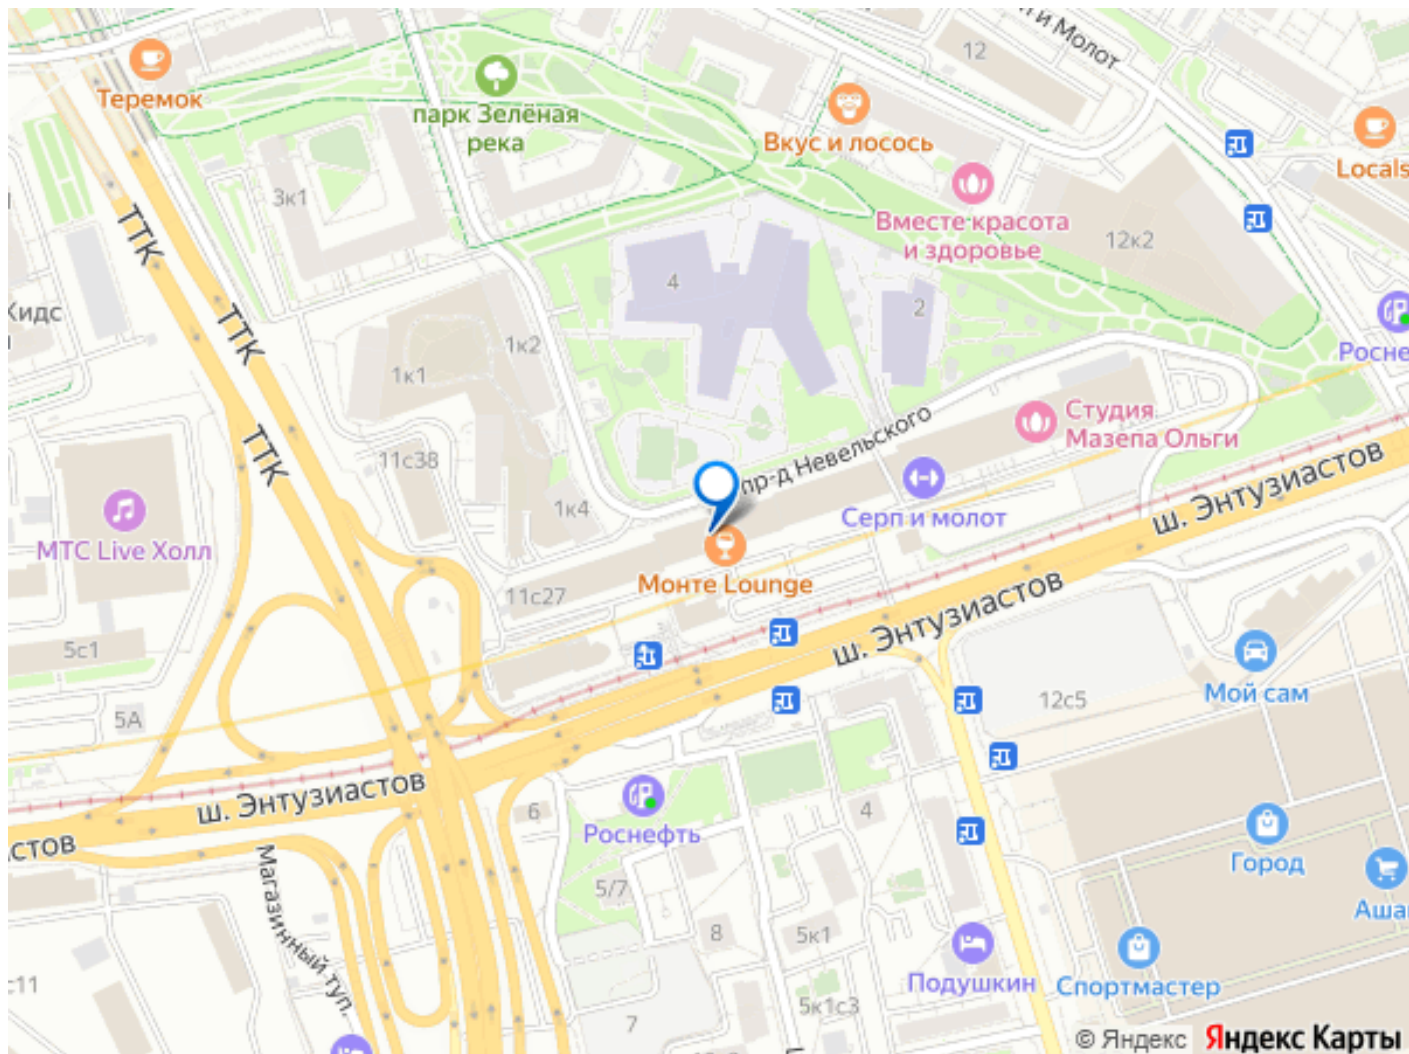 и Молот
12
Теремок
парк Зелёная
река
Вкус и лосось
Locals
3к1
Вместе красота
и здоровье
12к2
ТТК
4
2
Кидс
ТТК
1к2
Росне
1к1
Студия
Мазепа Ольги
ТТК
11с38
пр-д Невельского
ш. Энтузиастов
1к4
Серп и молот
МТС Live Холл
Монте Lounge
11с27
ш. Энтузиастов
5с1
Мой сам
12с5
5А
ш. Энтузиастов
6
4
Роснефть
Город
стов
Магазинный туп.
5/7
Аша
8
5к1
Подушкин
Спортмастер
с11
5к1с3
7
© Яндекс Яндекс Карты